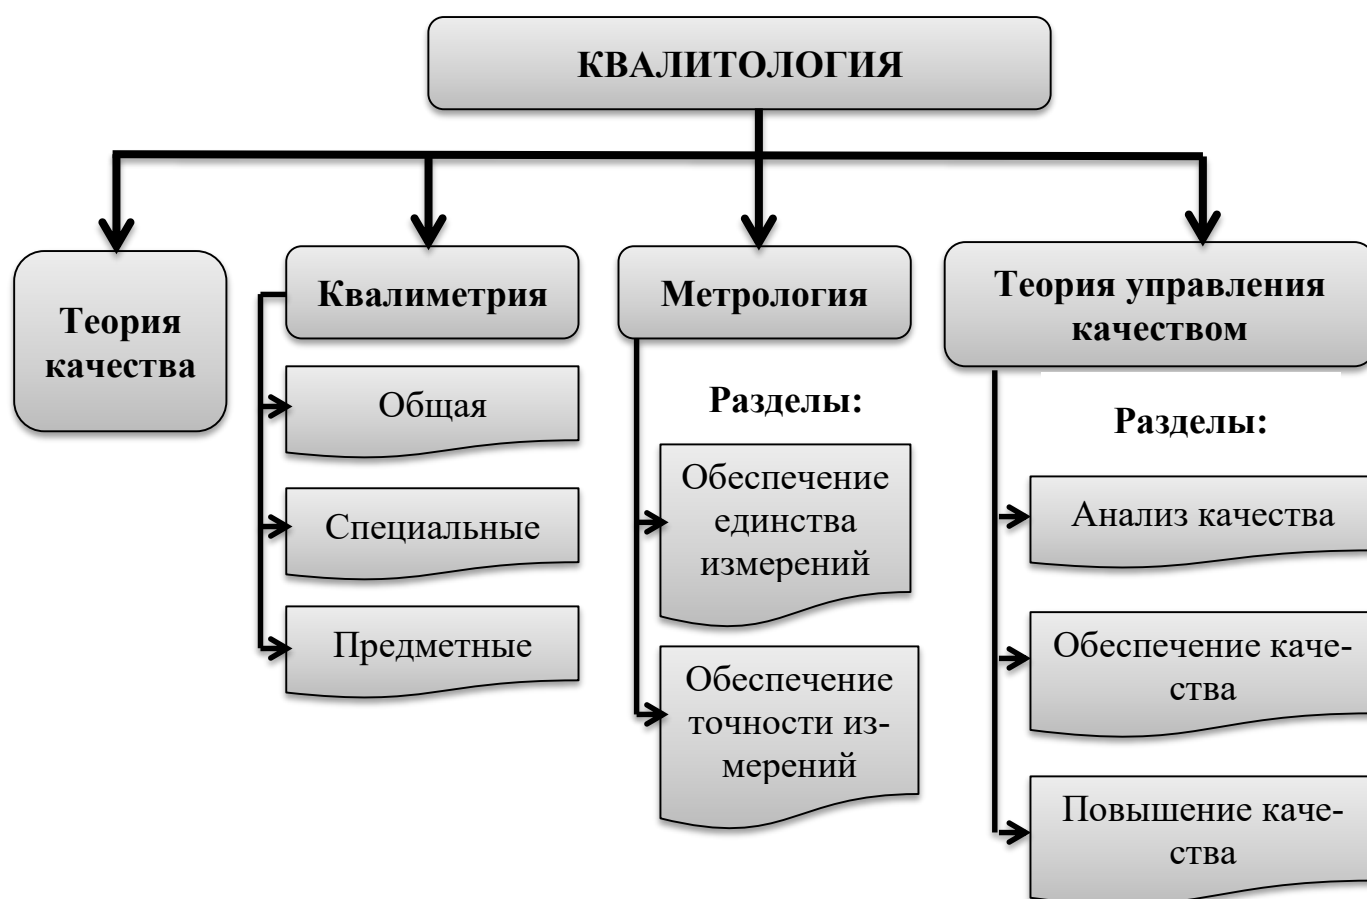 КВАЛИТОЛОГИЯ
Теория
качества
Квалиметрия
Общая
Специальные
Предметные
Метрология
Разделы:
Обеспечение
единства
измерений
Обеспечение
точности из-
мерений
Теория управления
качеством
Разделы:
Анализ качества
Обеспечение каче-
ства
Повышение каче-
ства